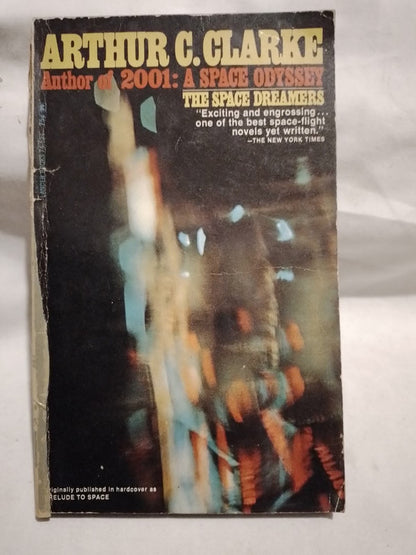 ARTHUR C. CLARKE
Author of 2001: A SPACE ODYSSEY
THE SPACE DREAMERS
"Exciting and engrossing...
one of the best space-flight
novels yet written."
—THE NEW YORK TIMES
originally published in hardcover as
PRELUDE TO SPACE